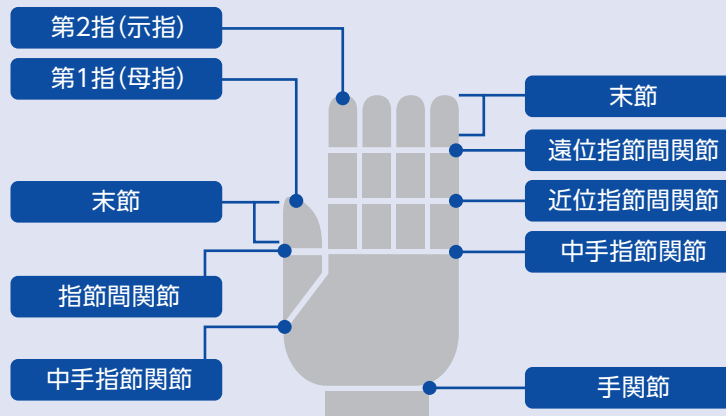 第2指(示指)
第1指(母指)
末節
指節間関節
中手指節関節
末節
遠位指節間関節
近位指節間関節
中手指節関節
手関節